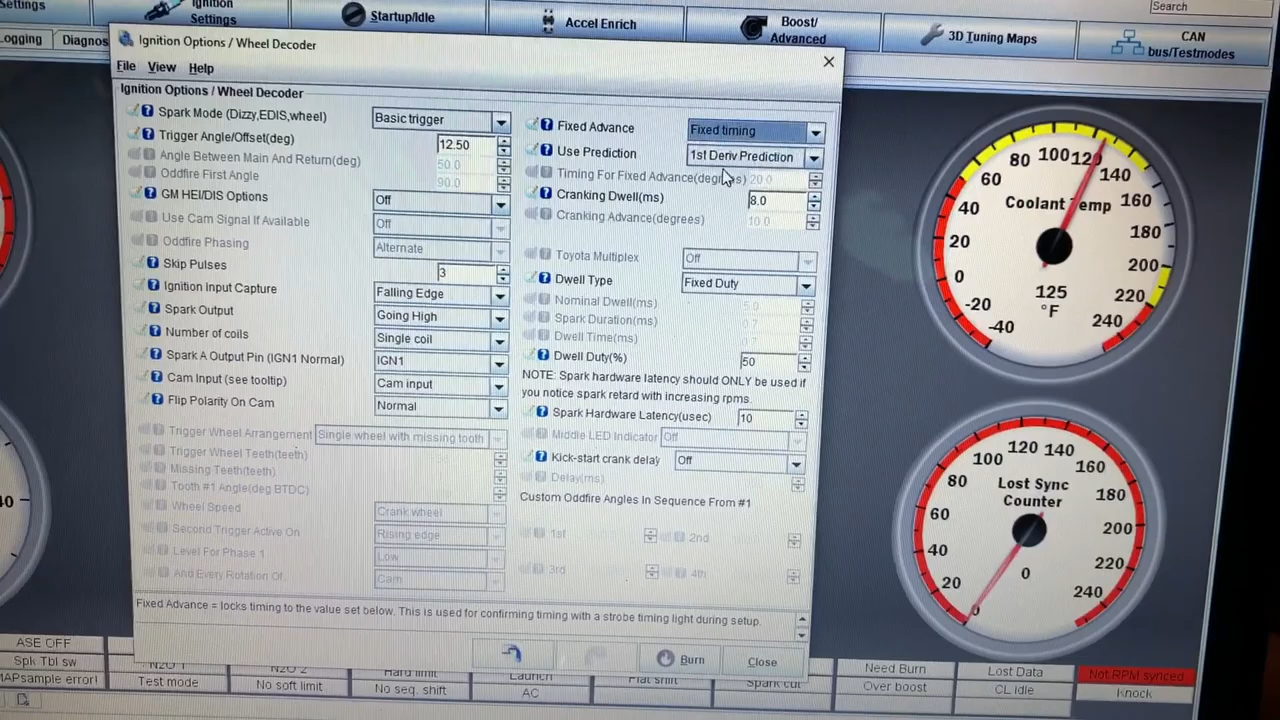 Settings
Ignition
Settings
Startup/Idle
Accel Enrich
Boost/
Advanced
3D Tuning Maps
CAN
bus/Testmodes
Search
Logging
Diagnos
Ignition Options / Wheel Decoder
File View Help
Ignition Options / Wheel Decoder
Spark Mode (Dizzy,EDIS,wheel) Basic trigger
Trigger Angle/Offset(deg) 12.50
Angle Between Main And Return(deg) 50.0
Oddfire First Angle 90.0
GM HEI/DIS Options Off
Use Cam Signal If Available Off
Oddfire Phasing Alternate
Skip Pulses 3
Ignition Input Capture Falling Edge
Spark Output Going High
Number of coils Single coil
Spark A Output Pin (IGN1 Normal) IGN1
Cam Input (see tooltip) Cam input
Flip Polarity On Cam Normal
Trigger Wheel Arrangement Single wheel with missing tooth
Trigger Wheel Teeth(teeth)
Missing Teeth(teeth)
Tooth #1 Angle(deg BTDC)
Wheel Speed Crank wheel
Second Trigger Active On Rising edge
Level For Phase 1 Low
And Every Rotation Of Cam
Fixed Advance Fixed timing
Use Prediction 1st Deriv Prediction
Timing For Fixed Advance(degrees) 20.0
Cranking Dwell(ms) 8.0
Cranking Advance(degrees) 10.0
Toyota Multiplex Off
Dwell Type Fixed Duty
Nominal Dwell(ms) 5.0
Spark Duration(ms) 0.7
Dwell Time(ms)
Dwell Duty(%) 50
NOTE: Spark hardware latency should ONLY be used if
you notice spark retard with increasing rpms.
Spark Hardware Latency(usec) 10
Middle LED Indicator Off
Kick-start crank delay Off
Delay(ms)
Custom Oddfire Angles In Sequence From #1
1st 2nd
3rd 4th
Fixed Advance = locks timing to the value set below. This is used for confirming timing with a strobe timing light during setup.
Burn Close
-40 -20 0 20 40 60 80 100 120 140 160 180 200 220 240
Coolant Temp
125
°F
0 20 40 60 80 100 120 140 160 180 200 220 240
Lost Sync
Counter
0
ASE OFF
Spk Tbl sw
MAPsample error!
N2O 1
Test mode
N2O 2
No soft limit
Hard limit
No seq. shift
Launch
AC
Flat shift
Spark cut
Need Burn
Over boost
Lost Data
CL Idle
Not RPM synced
Knock